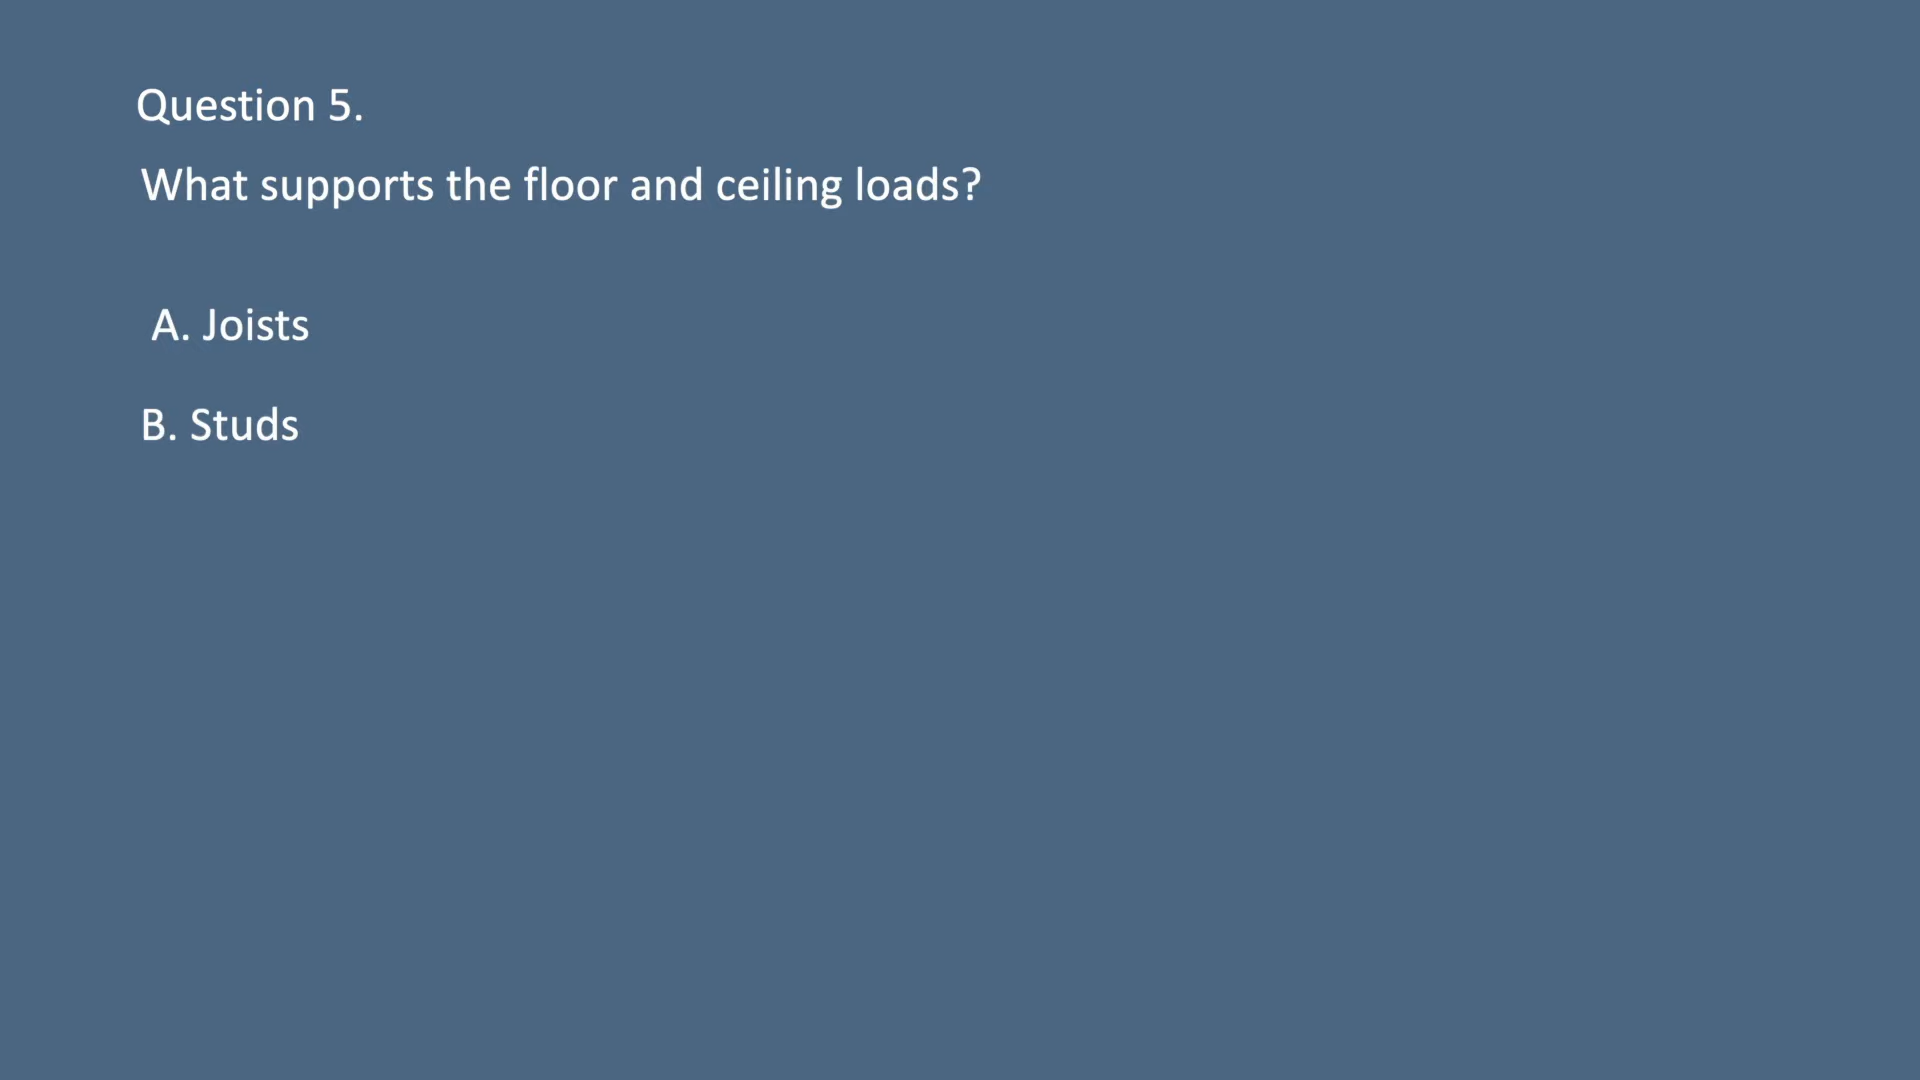 Question 5.
What supports the floor and ceiling loads?
A. Joists
B. Studs